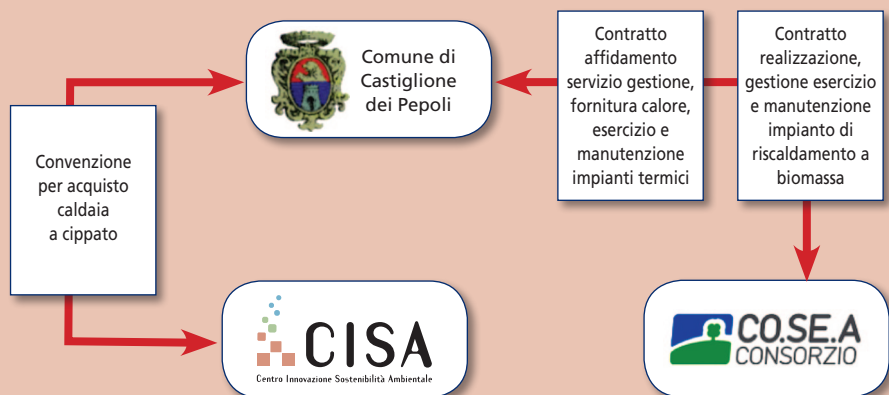 Comune di
Castiglione
dei Pepoli
Contratto
affidamento
servizio gestione,
fornitura calore,
esercizio e
manutenzione
impianti termici
Contratto
realizzazione,
gestione esercizio
e manutenzione
impianto di
riscaldamento a
biomassa
Convenzione
per acquisto
caldaia
a cippato
CISA
Centro Innovazione Sostenibilità Ambientale
CO.SE.A
CONSORZIO